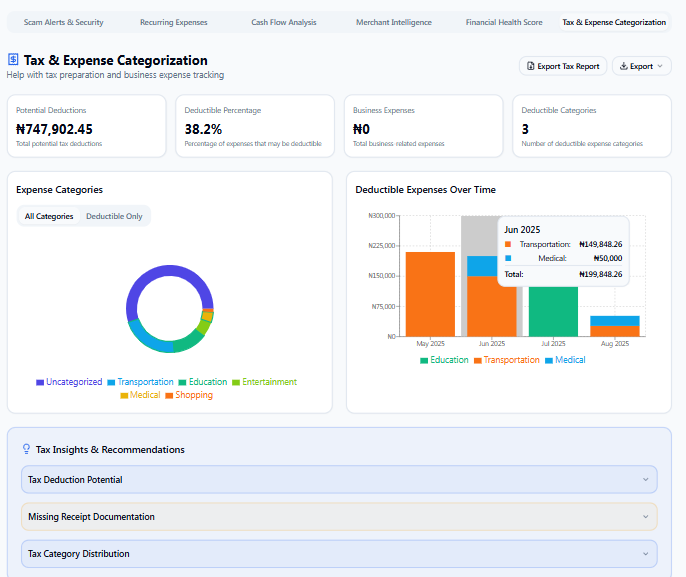 Scam Alerts & Security Recurring Expenses Cash Flow Analysis Merchant Intelligence Financial Health Score Tax & Expense Categorization
Tax & Expense Categorization
Help with tax preparation and business expense tracking
Export Tax Report Export
Potential Deductions
₦747,902.45
Total potential tax deductions
Deductible Percentage
38.2%
Percentage of expenses that may be deductible
Business Expenses
₦0
Total business-related expenses
Deductible Categories
3
Number of deductible expense categories
Expense Categories
All Categories Deductible Only
Uncategorized Transportation Education Entertainment
Medical Shopping
Deductible Expenses Over Time
₦300,000
₦225,000
₦150,000
₦75,000
₦0
Jun 2025
Transportation: ₦149,848.26
Medical: ₦50,000
Total: ₦199,848.26
May 2025 Jun 2025 Jul 2025 Aug 2025
Education Transportation Medical
Tax Insights & Recommendations
Tax Deduction Potential
Missing Receipt Documentation
Tax Category Distribution